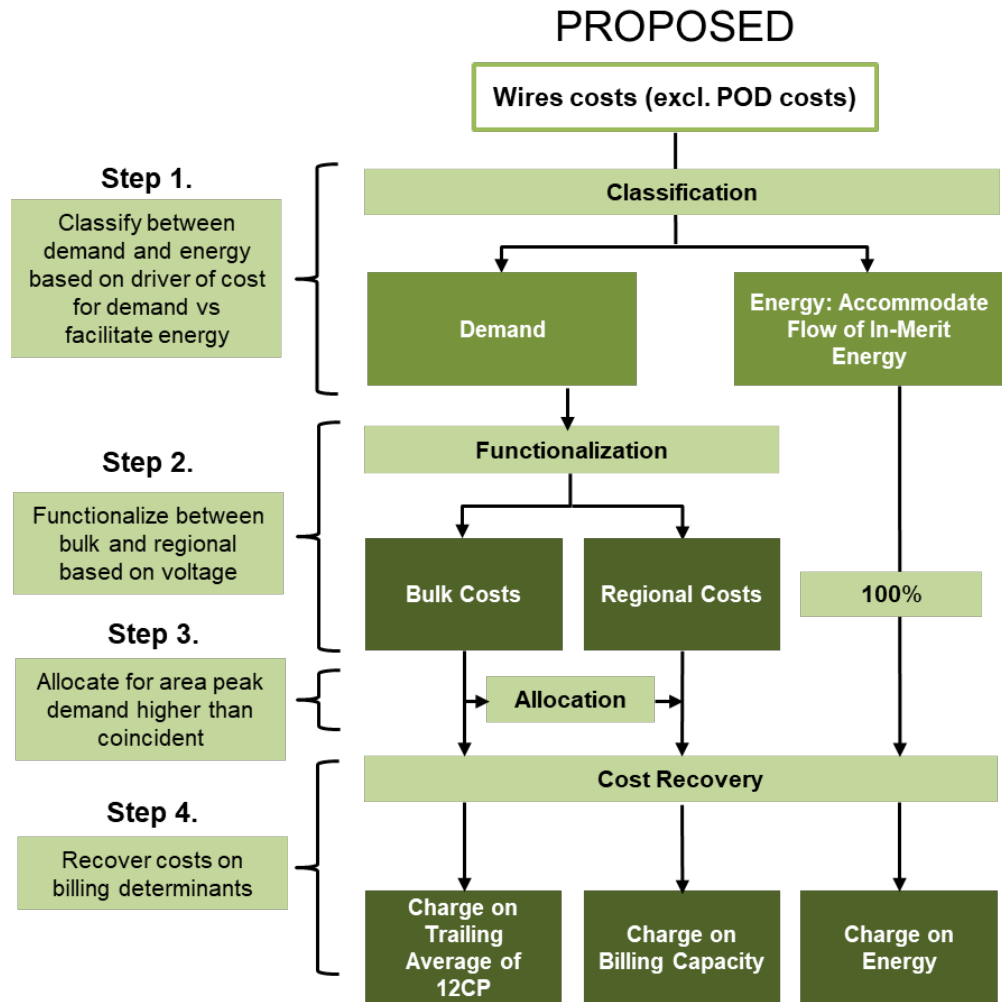 PROPOSED
Wires costs (excl. POD costs)
Step 1.
Classify between
demand and energy
based on driver of cost
for demand vs
facilitate energy
Classification
Demand
Energy: Accommodate
Flow of In-Merit
Energy
Step 2.
Functionalize between
bulk and regional
based on voltage
Functionalization
Bulk Costs
Regional Costs
100%
Step 3.
Allocate for area peak
demand higher than
coincident
Allocation
Step 4.
Recover costs on
billing determinants
Cost Recovery
Charge on
Trailing
Average of
12CP
Charge on
Billing Capacity
Charge on
Energy